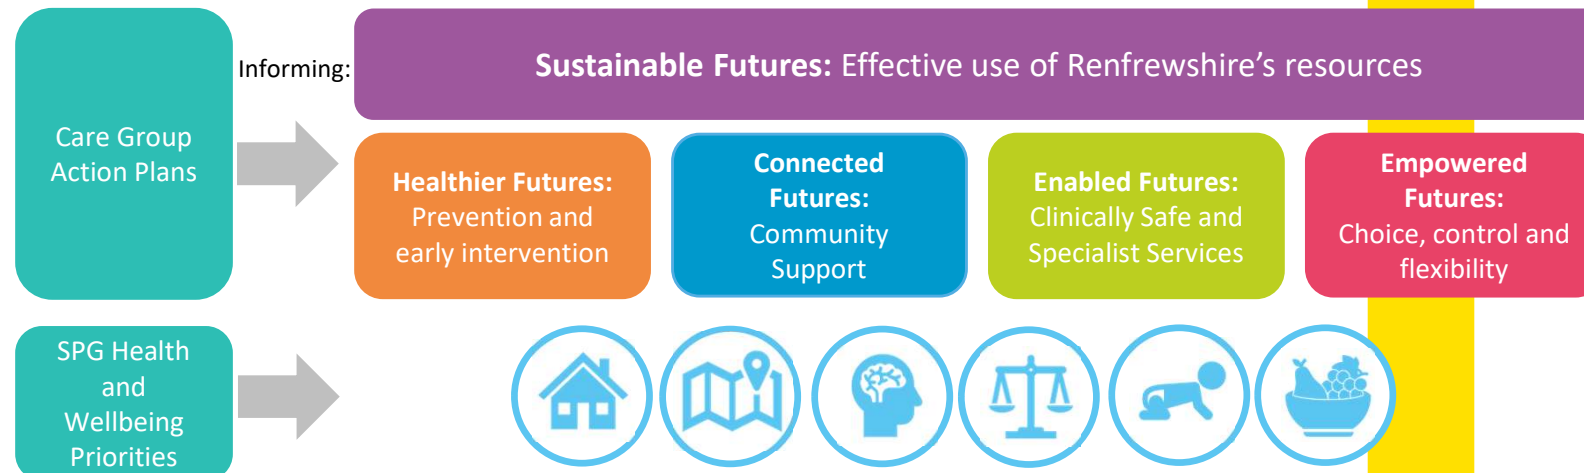 Care Group
Action Plans
Informing:
Sustainable Futures: Effective use of Renfrewshire's resources
Healthier Futures:
Prevention and
early intervention
Connected
Futures:
Community
Support
Enabled Futures:
Clinically Safe and
Specialist Services
Empowered
Futures:
Choice, control and
flexibility
SPG Health
and
Wellbeing
Priorities